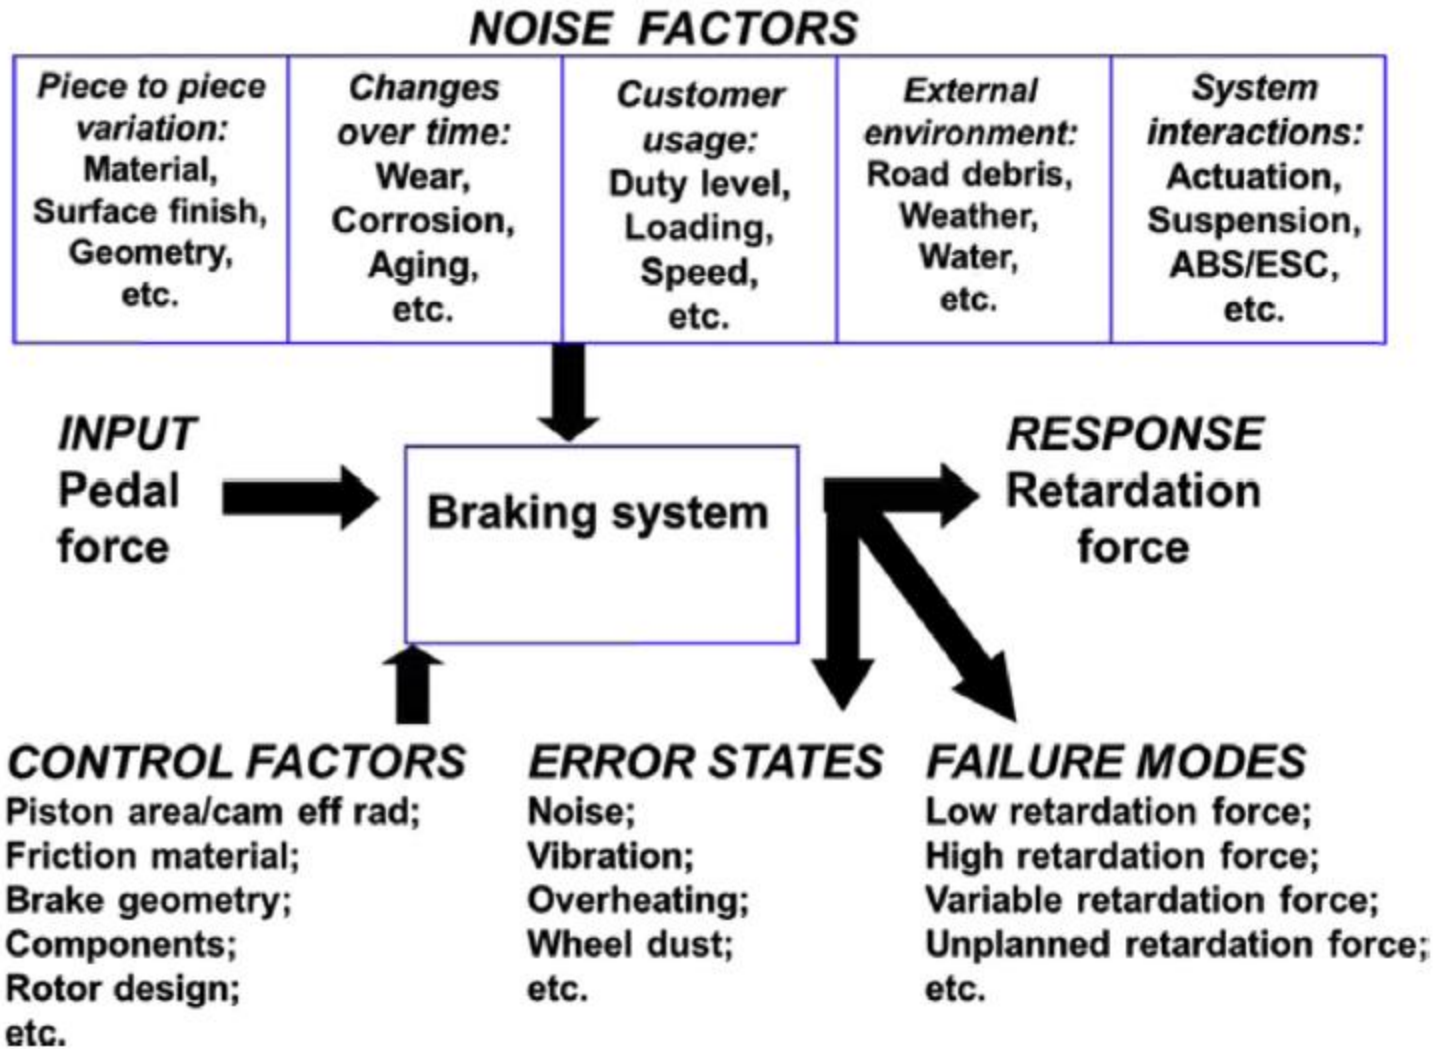 NOISE FACTORS
Piece to piece
variation:
Material,
Surface finish,
Geometry,
etc.
Changes
over time:
Wear,
Corrosion,
Aging,
etc.
Customer
usage:
Duty level,
Loading,
Speed,
etc.
External
environment:
Road debris,
Weather,
Water,
etc.
System
interactions:
Actuation,
Suspension,
ABS/ESC,
etc.
INPUT
Pedal
force
Braking system
RESPONSE
Retardation
force
CONTROL FACTORS
Piston area/cam eff rad;
Friction material;
Brake geometry;
Components;
Rotor design;
etc.
ERROR STATES
Noise;
Vibration;
Overheating;
Wheel dust;
etc.
FAILURE MODES
Low retardation force;
High retardation force;
Variable retardation force;
Unplanned retardation force;
etc.